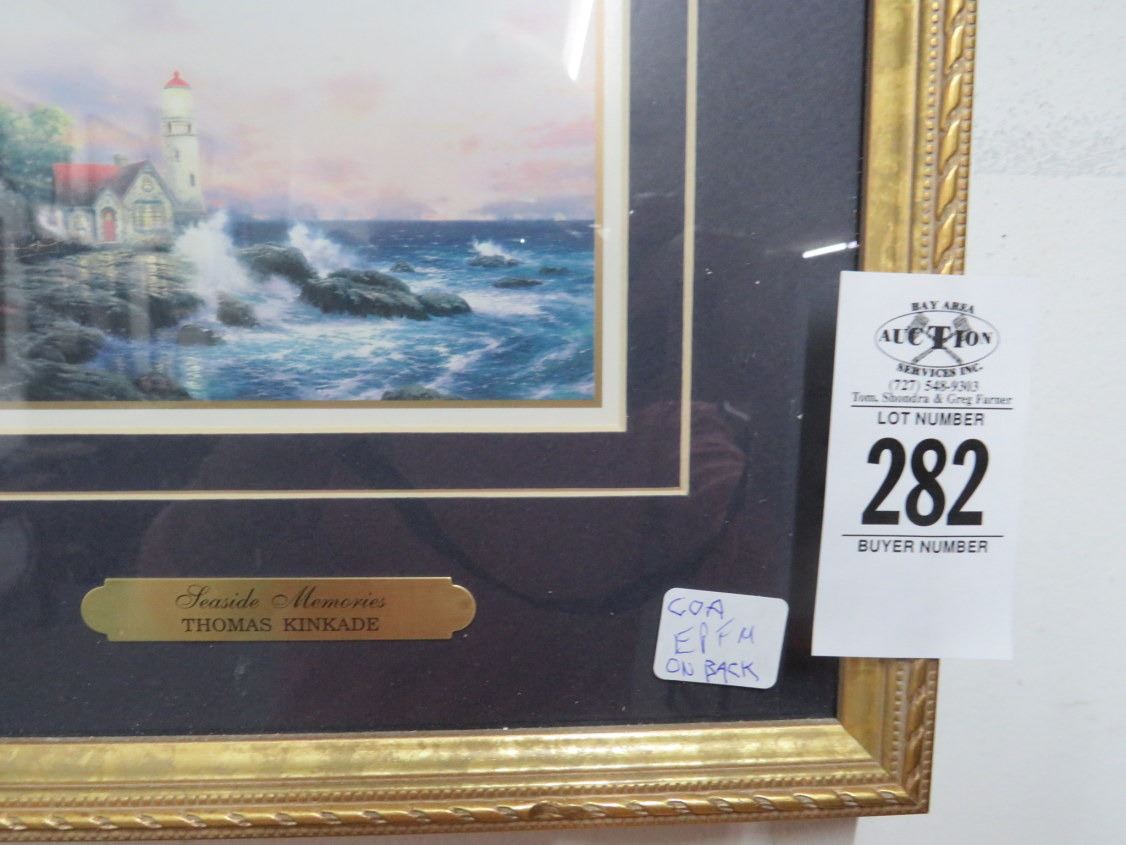 BAY AREA
AUCTION
SERVICES INC.
(727) 548-9303
Tom, Shondra & Greg Farner
LOT NUMBER
282
BUYER NUMBER
Seaside Memories
THOMAS KINKADE
COA
EPFM
ON BACK